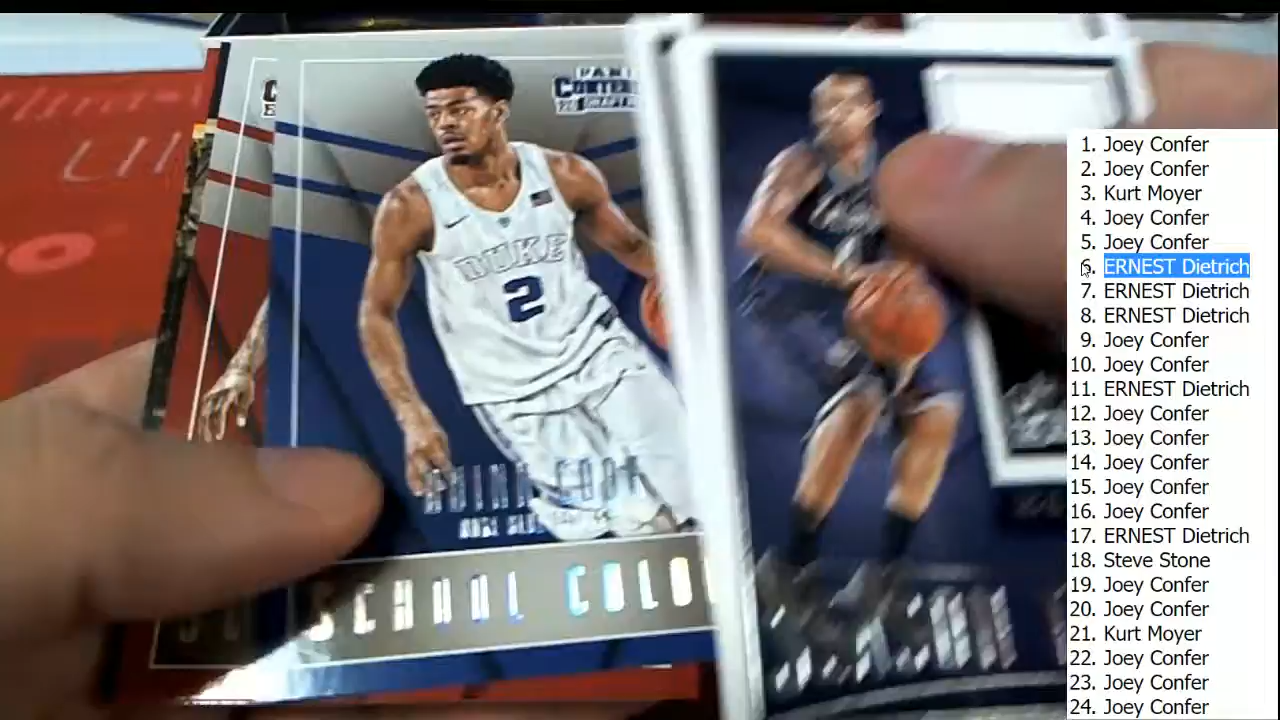 DUKE
2
QUINN COOK
SCHOOL COLO
1. Joey Confer
2. Joey Confer
3. Kurt Moyer
4. Joey Confer
5. Joey Confer
6. ERNEST Dietrich
7. ERNEST Dietrich
8. ERNEST Dietrich
9. Joey Confer
10. Joey Confer
11. ERNEST Dietrich
12. Joey Confer
13. Joey Confer
14. Joey Confer
15. Joey Confer
16. Joey Confer
17. ERNEST Dietrich
18. Steve Stone
19. Joey Confer
20. Joey Confer
21. Kurt Moyer
22. Joey Confer
23. Joey Confer
24. Joey Confer